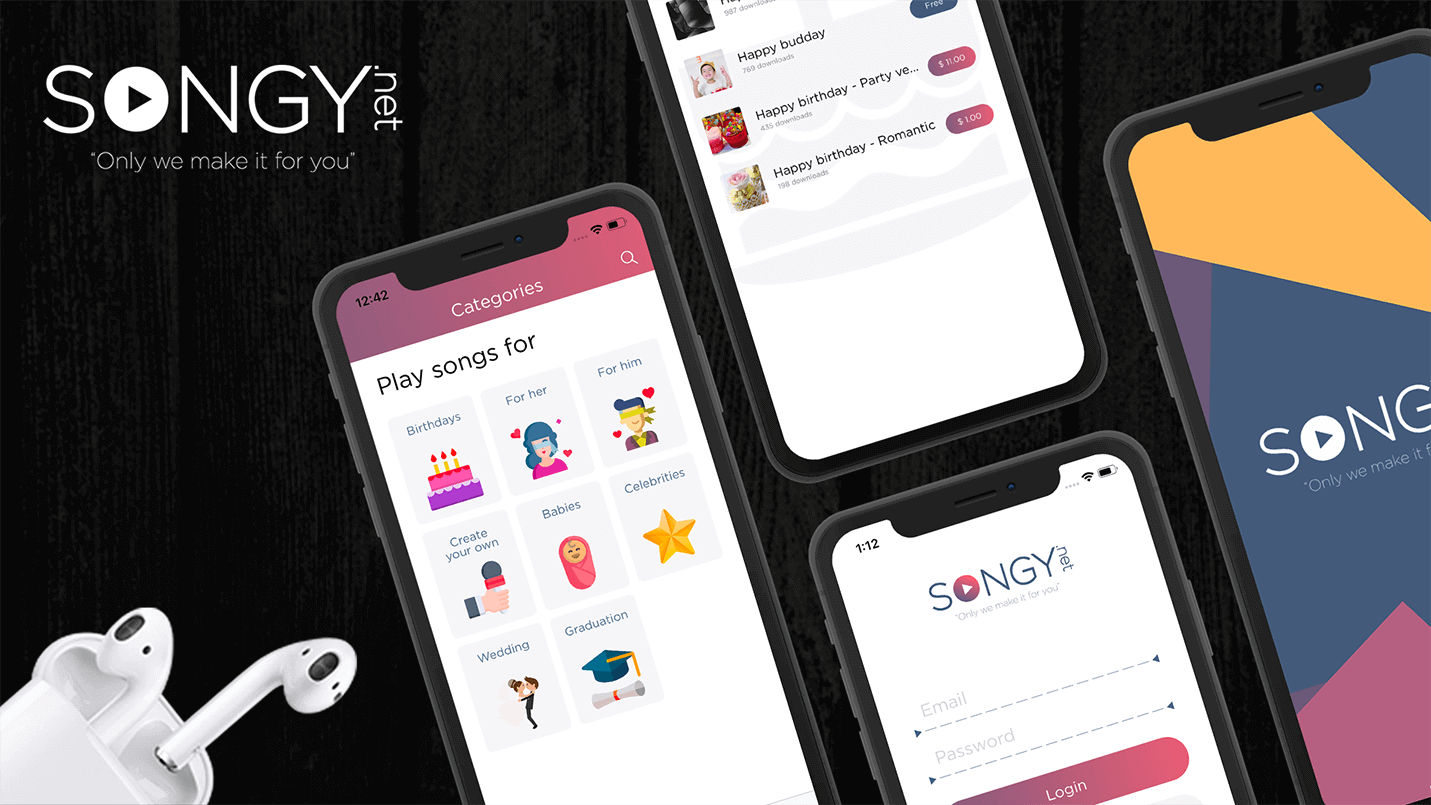 SONGY.net
“Only we make it for you”
987 downloads
Free
Happy budday
769 downloads
Happy birthday - Party ve...
$ 11.00
435 downloads
Happy birthday - Romantic
$ 1.00
198 downloads
12:42
Categories
Play songs for
Birthdays
For her
For him
Create
your own
Babies
Celebrities
Wedding
Graduation
1:12
SONGY.net
“Only we make it for you”
Email
Password
Login
SONGY
“Only we make it f